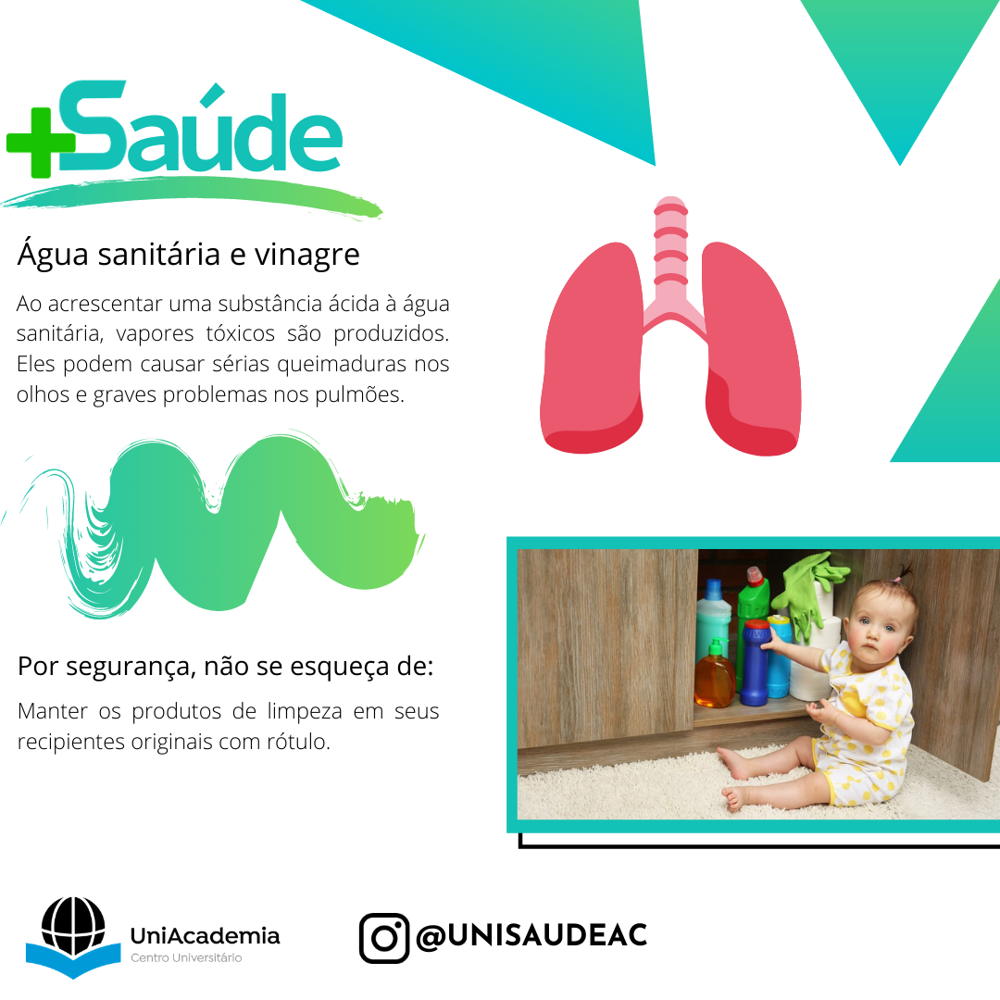 +Saúde
Água sanitária e vinagre
Ao acrescentar uma substância ácida à água
sanitária, vapores tóxicos são produzidos.
Eles podem causar sérias queimaduras nos
olhos e graves problemas nos pulmões.
Por segurança, não se esqueça de:
Manter os produtos de limpeza em seus
recipientes originais com rótulo.
UniAcademia
Centro Universitário
@UNISAUDEAC